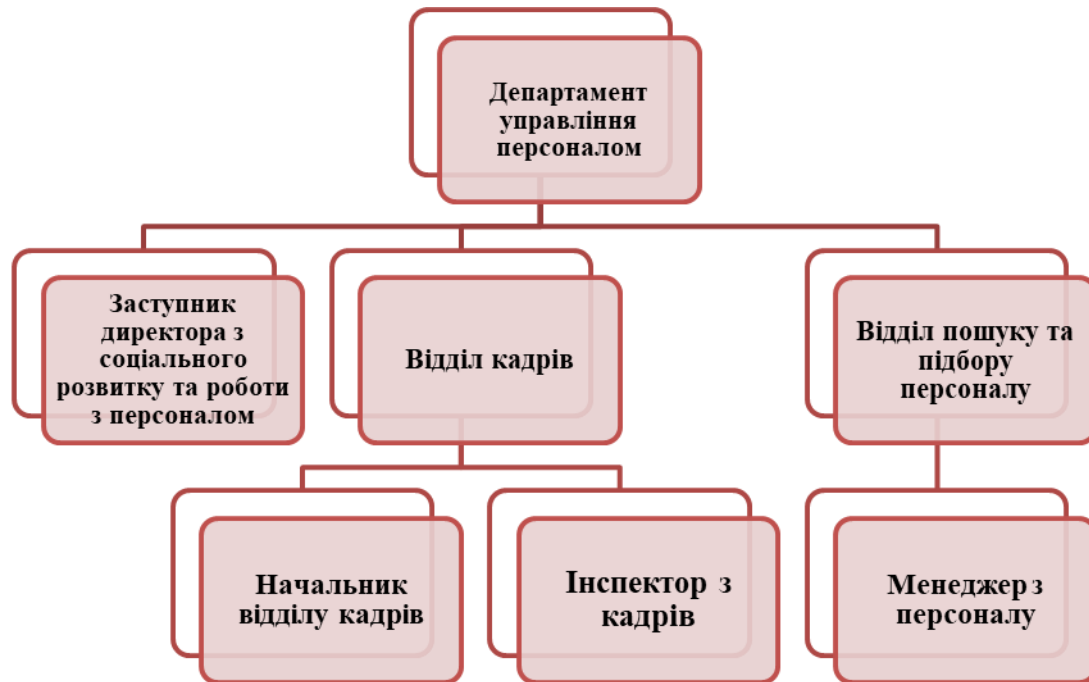 Департамент
управління
персоналом
Заступник
директора з
соціального
розвитку та роботи
з персоналом
Відділ кадрів
Відділ пошуку та
підбору
персоналу
Начальник
відділу кадрів
Інспектор з
кадрів
Менеджер з
персоналу